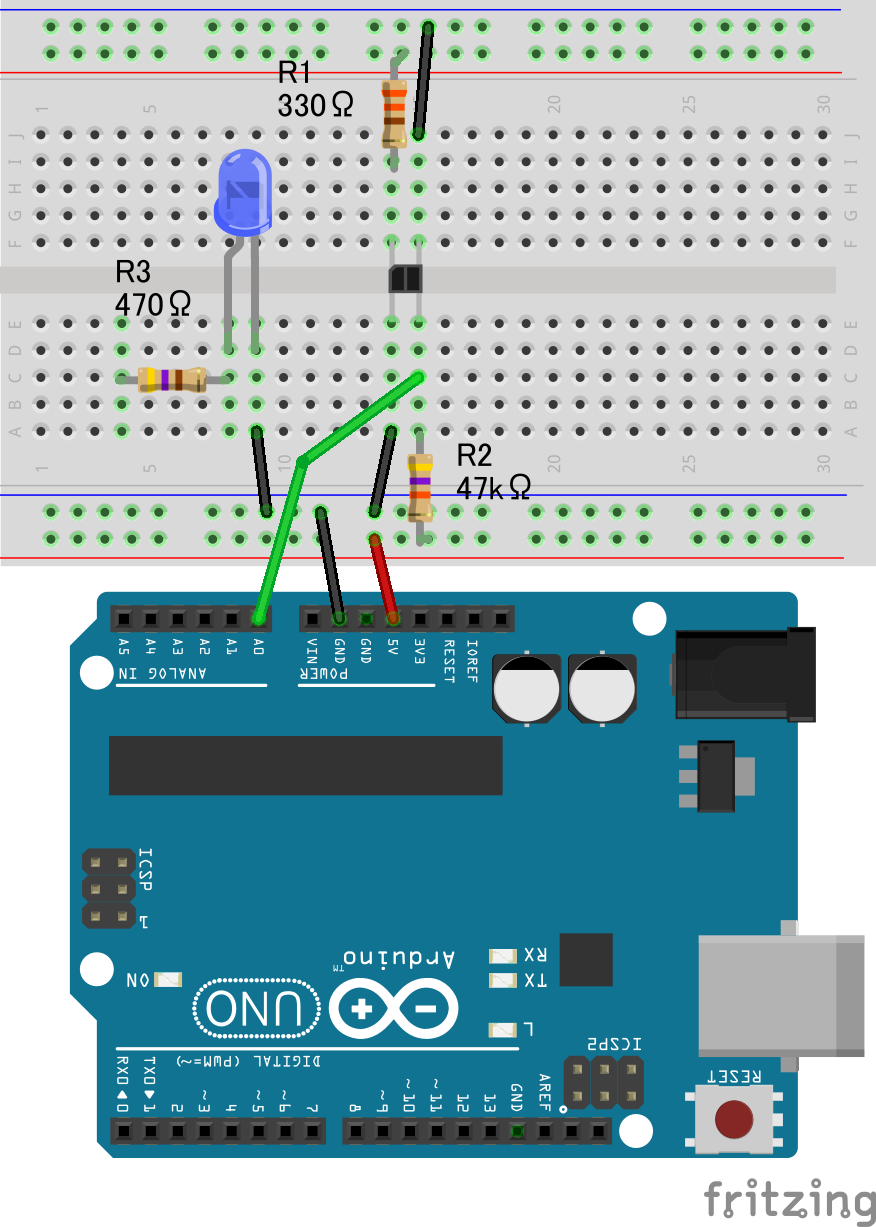 R1
330Ω
1 5 20 25 30
J J
I I
H H
G G
F F
R3
470Ω
E E
D D
C C
B B
A A
1 5 10 20 25 30
R2
47kΩ
A5 A4 A3 A2 A1 A0 VIN GND GND 5V 3V3 RESET IOREF
ANALOG IN POWER
ICSP
1
Arduino™
RX
TX
ON
UNO
L
ICSP2
DIGITAL (PWM=~)
RESET
RX0◀0 TX0▶1 2 ~3 4 ~5 ~6 7 8 ~9 ~10 ~11 12 13 GND AREF
fritzing